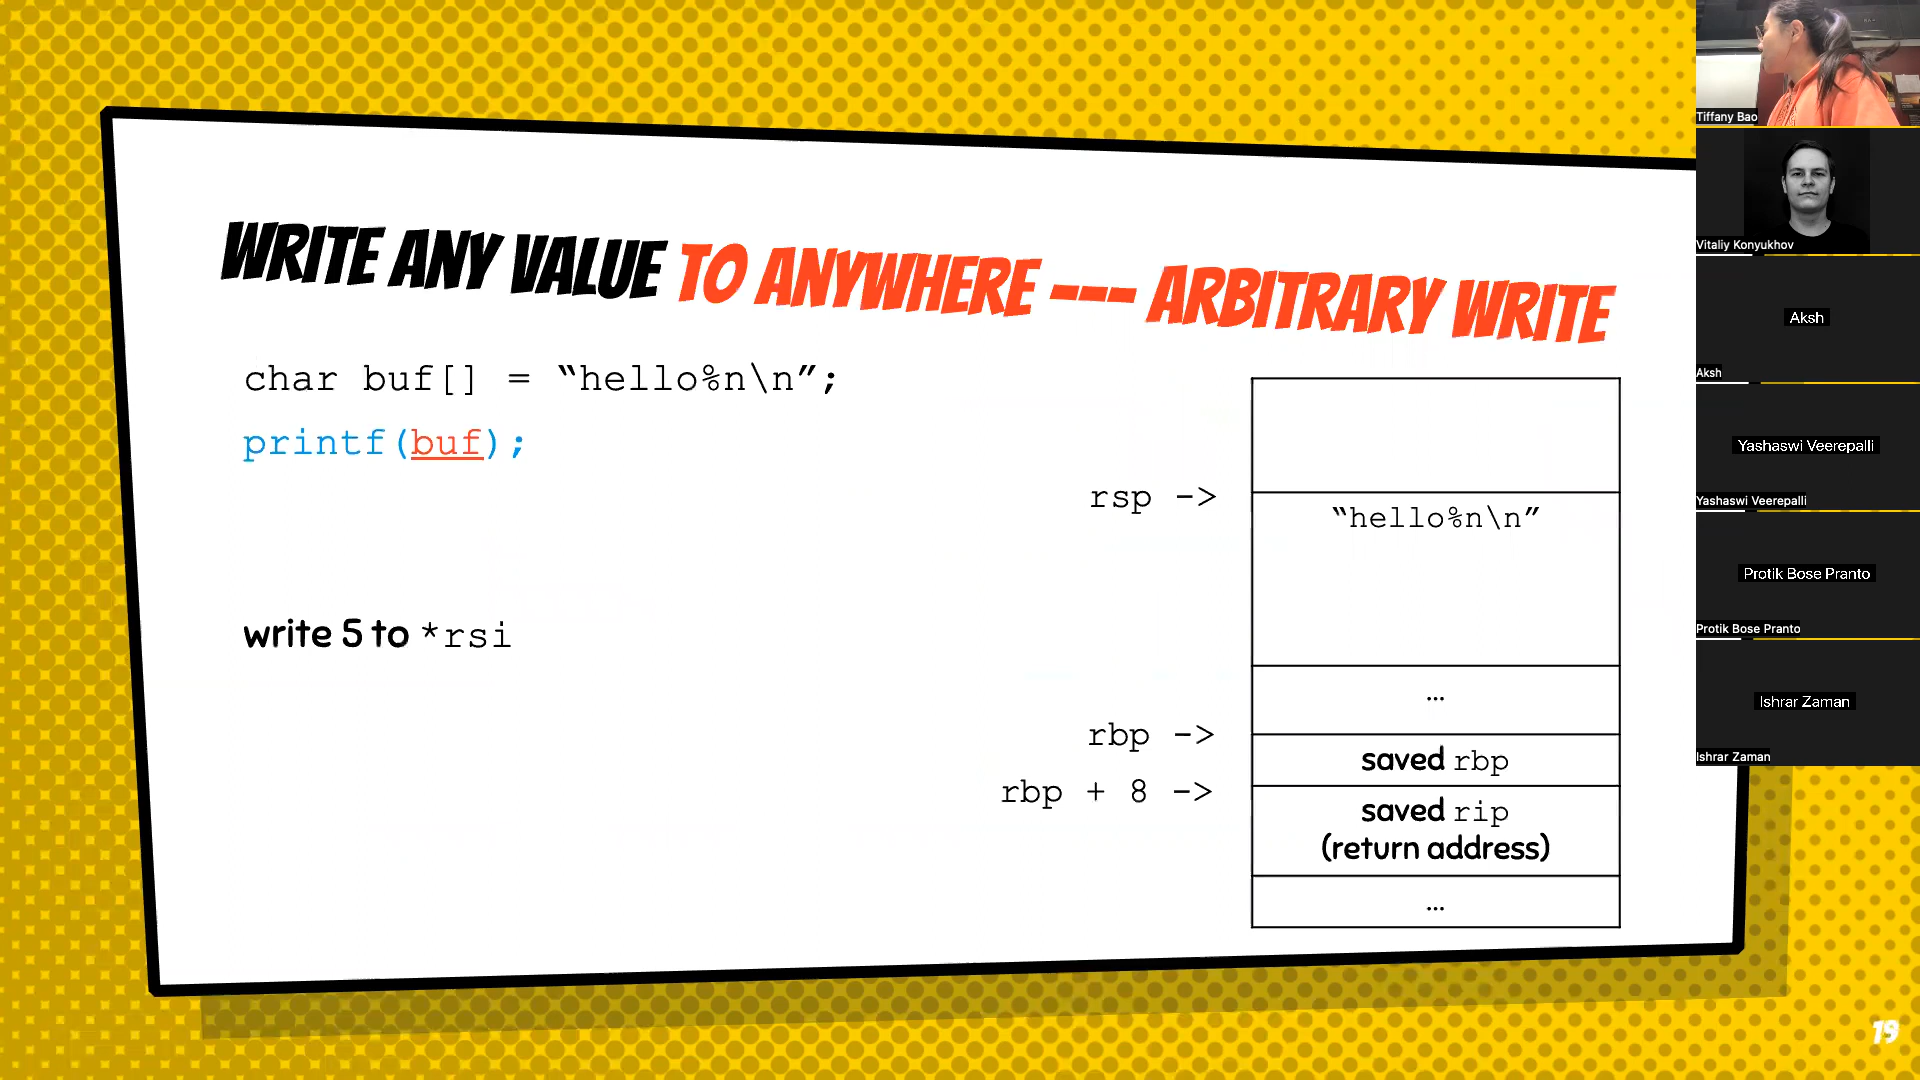 WRITE ANY VALUE TO ANYWHERE --- ARBITRARY WRITE
char buf[] = “hello%n\n”;
printf(buf);
write 5 to *rsi
rsp ->
“hello%n\n”
…
rbp ->
saved rbp
rbp + 8 ->
saved rip
(return address)
…
19
Tiffany Bao
Vitaliy Konyukhov
Aksh
Aksh
Yashaswi Veerepalli
Yashaswi Veerepalli
Protik Bose Pranto
Protik Bose Pranto
Ishrar Zaman
Ishrar Zaman